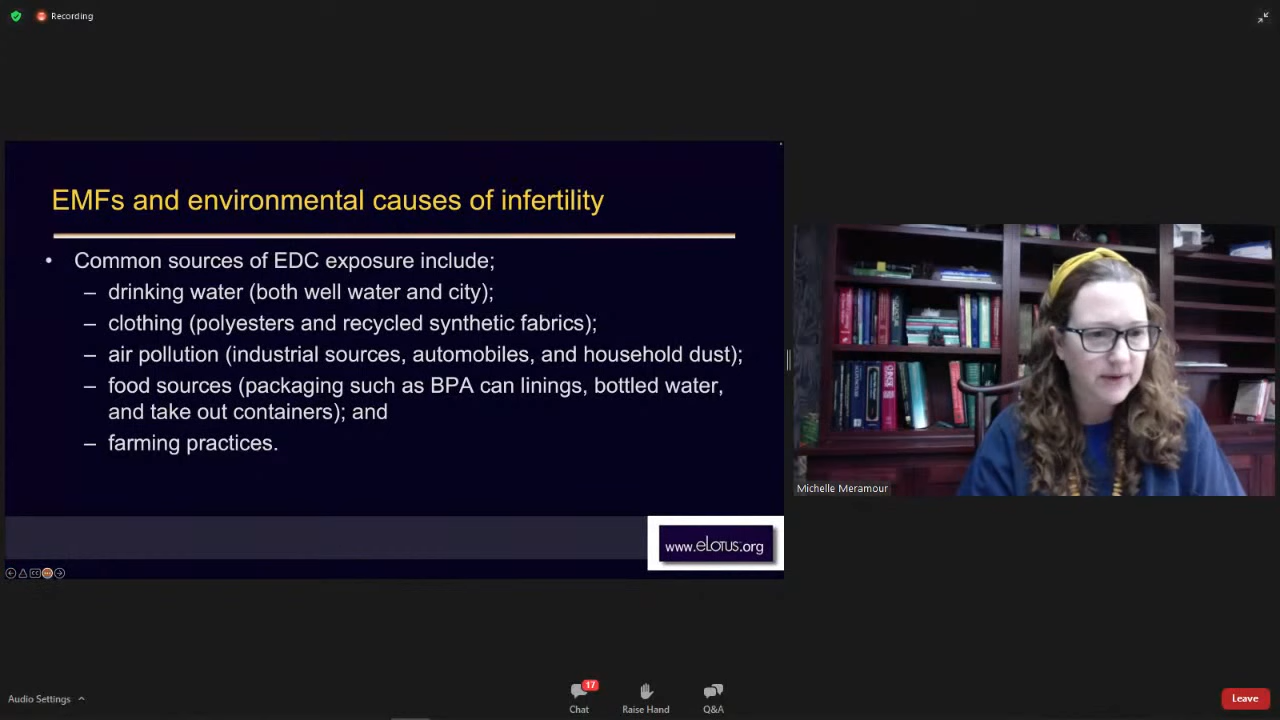 Recording
EMFs and environmental causes of infertility
• Common sources of EDC exposure include;
– drinking water (both well water and city);
– clothing (polyesters and recycled synthetic fabrics);
– air pollution (industrial sources, automobiles, and household dust);
– food sources (packaging such as BPA can linings, bottled water,
and take out containers); and
– farming practices.
www.eLotus.org
Michelle Meramour
Audio Settings
17
Chat
Raise Hand
Q&A
Leave